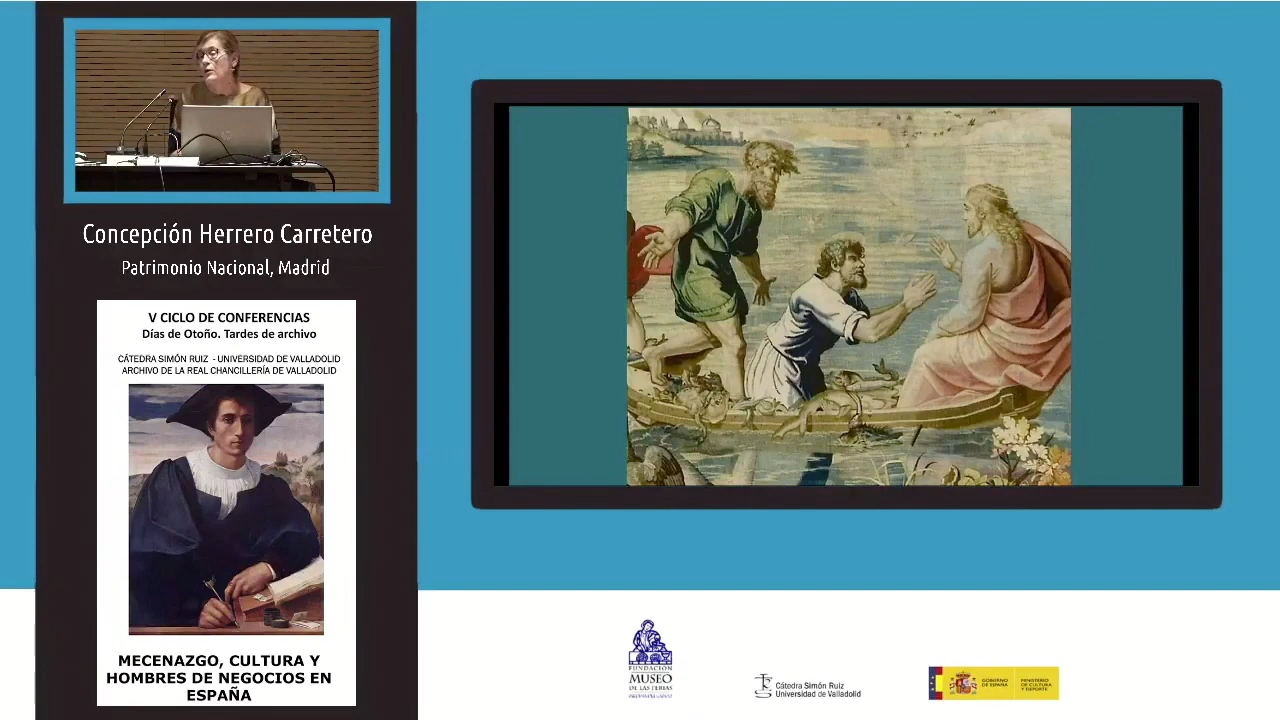 Concepción Herrero Carretero
Patrimonio Nacional, Madrid
V CICLO DE CONFERENCIAS
Días de Otoño. Tardes de archivo
CÁTEDRA SIMÓN RUIZ - UNIVERSIDAD DE VALLADOLID
ARCHIVO DE LA REAL CHANCILLERÍA DE VALLADOLID
MECENAZGO, CULTURA Y
HOMBRES DE NEGOCIOS EN
ESPAÑA
FUNDACIÓN
MUSEO
DE LAS FERIAS
Cátedra Simón Ruiz
Universidad de Valladolid
GOBIERNO
DE ESPAÑA
MINISTERIO
DE CULTURA
Y DEPORTE